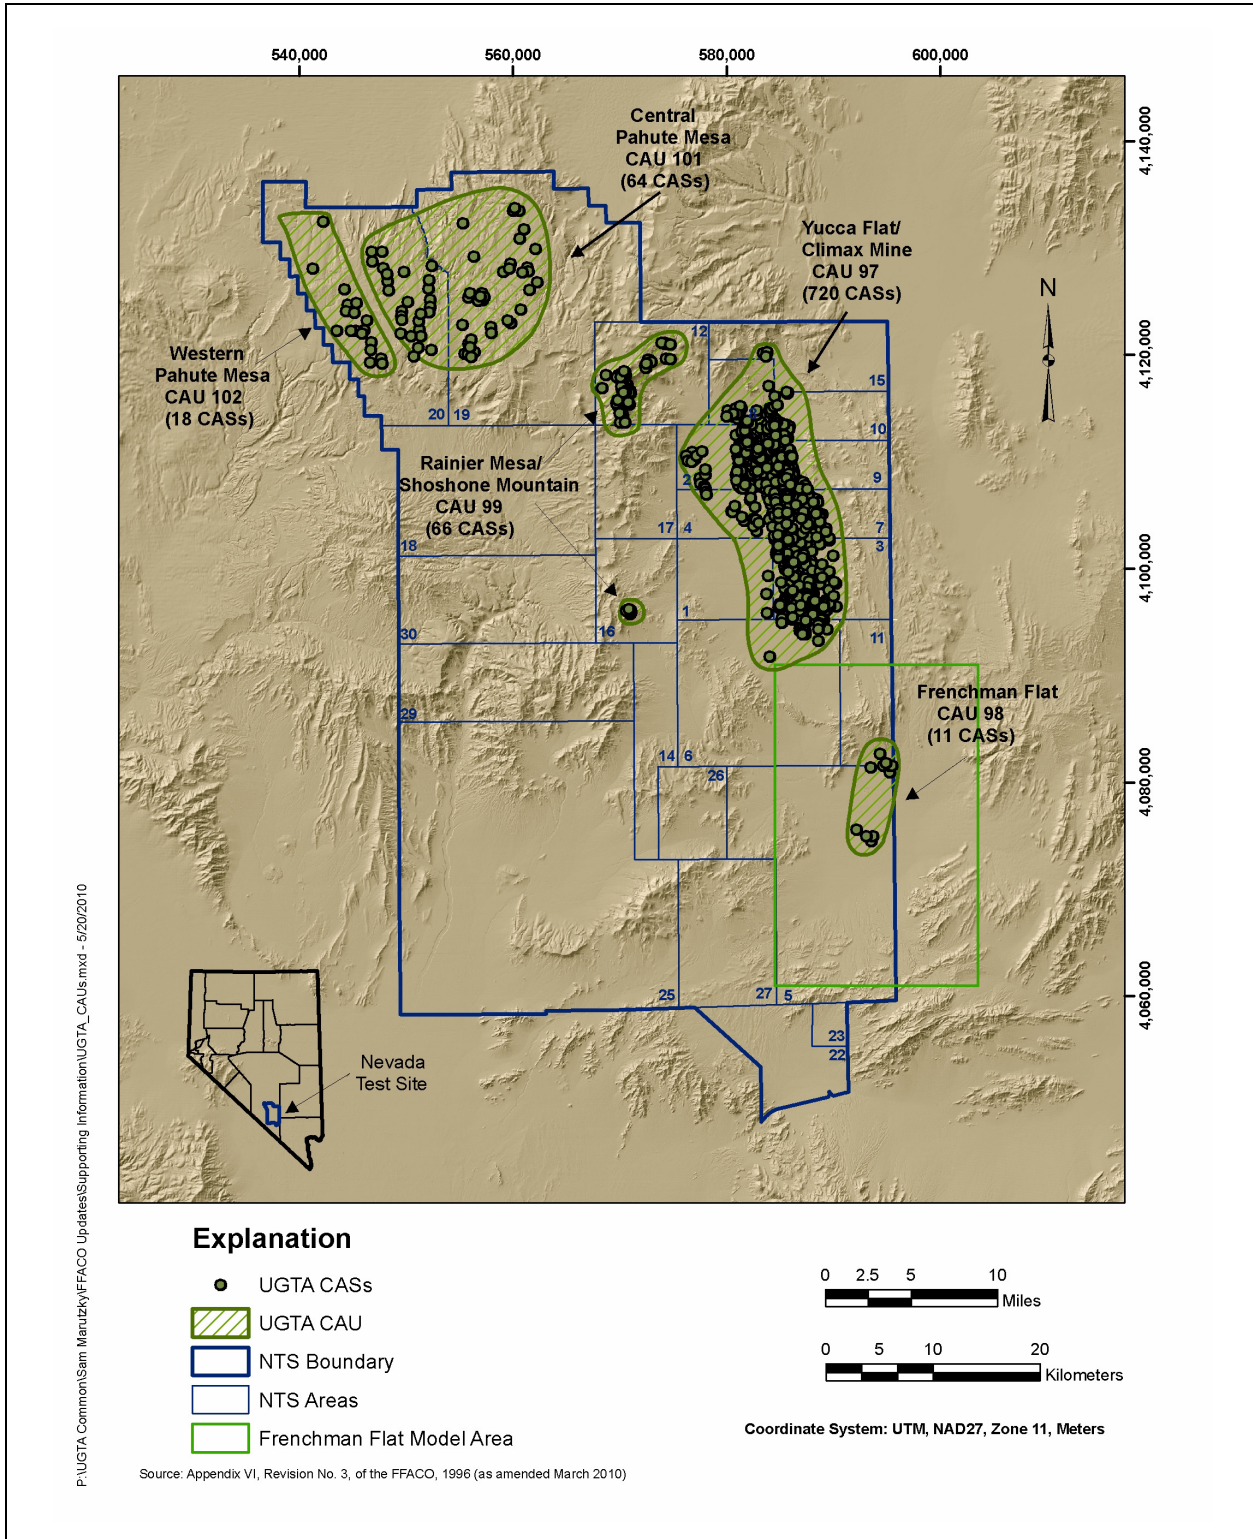 540,000
560,000
580,000
600,000
4,140,000
4,120,000
4,100,000
4,080,000
4,060,000
Central
Pahute Mesa
CAU 101
(64 CASs)
Yucca Flat/
Climax Mine
CAU 97
(720 CASs)
N
Western
Pahute Mesa
CAU 102
(18 CASs)
Rainier Mesa/
Shoshone Mountain
CAU 99
(66 CASs)
Frenchman Flat
CAU 98
(11 CASs)
12
15
20
19
10
2
9
17
4
7
3
18
1
30
16
11
29
14
6
26
25
27
5
23
22
Nevada
Test Site
Explanation
UGTA CASs
UGTA CAU
NTS Boundary
NTS Areas
Frenchman Flat Model Area
0 2.5 5 10
Miles
0 5 10 20
Kilometers
Coordinate System: UTM, NAD27, Zone 11, Meters
Source: Appendix VI, Revision No. 3, of the FFACO, 1996 (as amended March 2010)
P:\UGTA Common\Sam Marutzky\FFACO Updates\Supporting Information\UGTA_CAUs.mxd - 5/20/2010